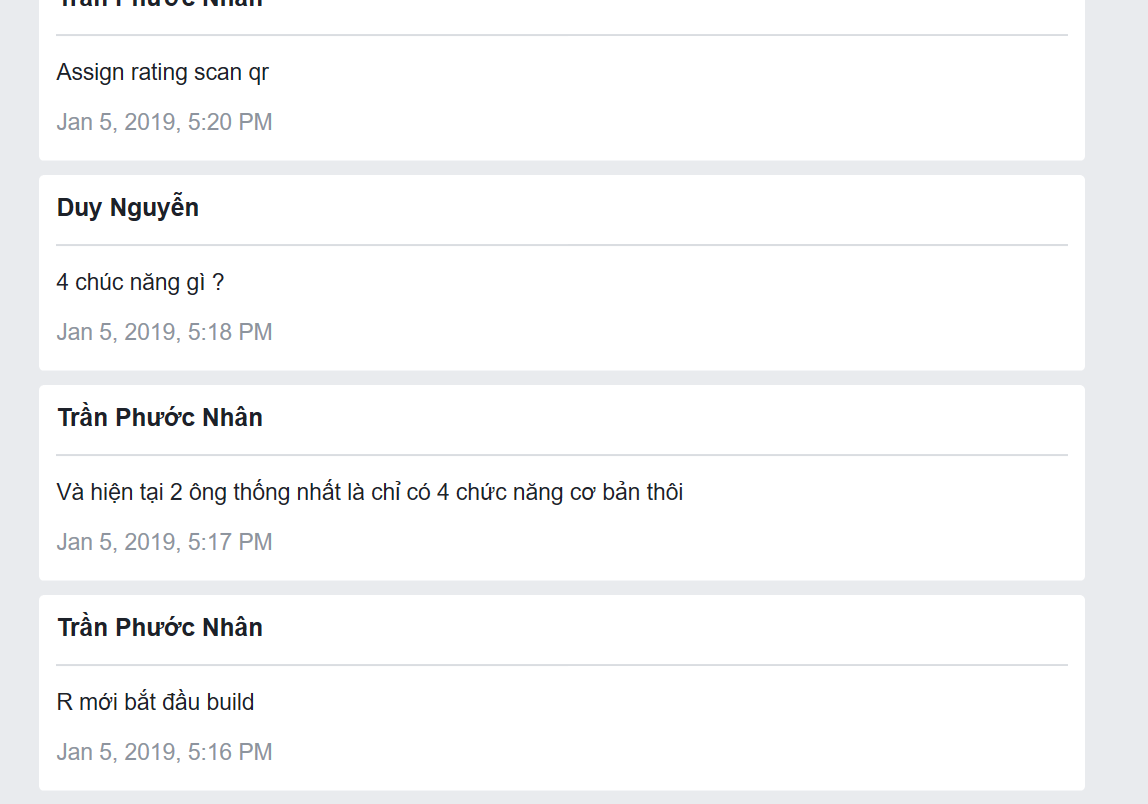 Trần Phước Nhân
Assign rating scan qr
Jan 5, 2019, 5:20 PM
Duy Nguyễn
4 chúc năng gì ?
Jan 5, 2019, 5:18 PM
Trần Phước Nhân
Và hiện tại 2 ông thống nhất là chỉ có 4 chức năng cơ bản thôi
Jan 5, 2019, 5:17 PM
Trần Phước Nhân
R mới bắt đầu build
Jan 5, 2019, 5:16 PM